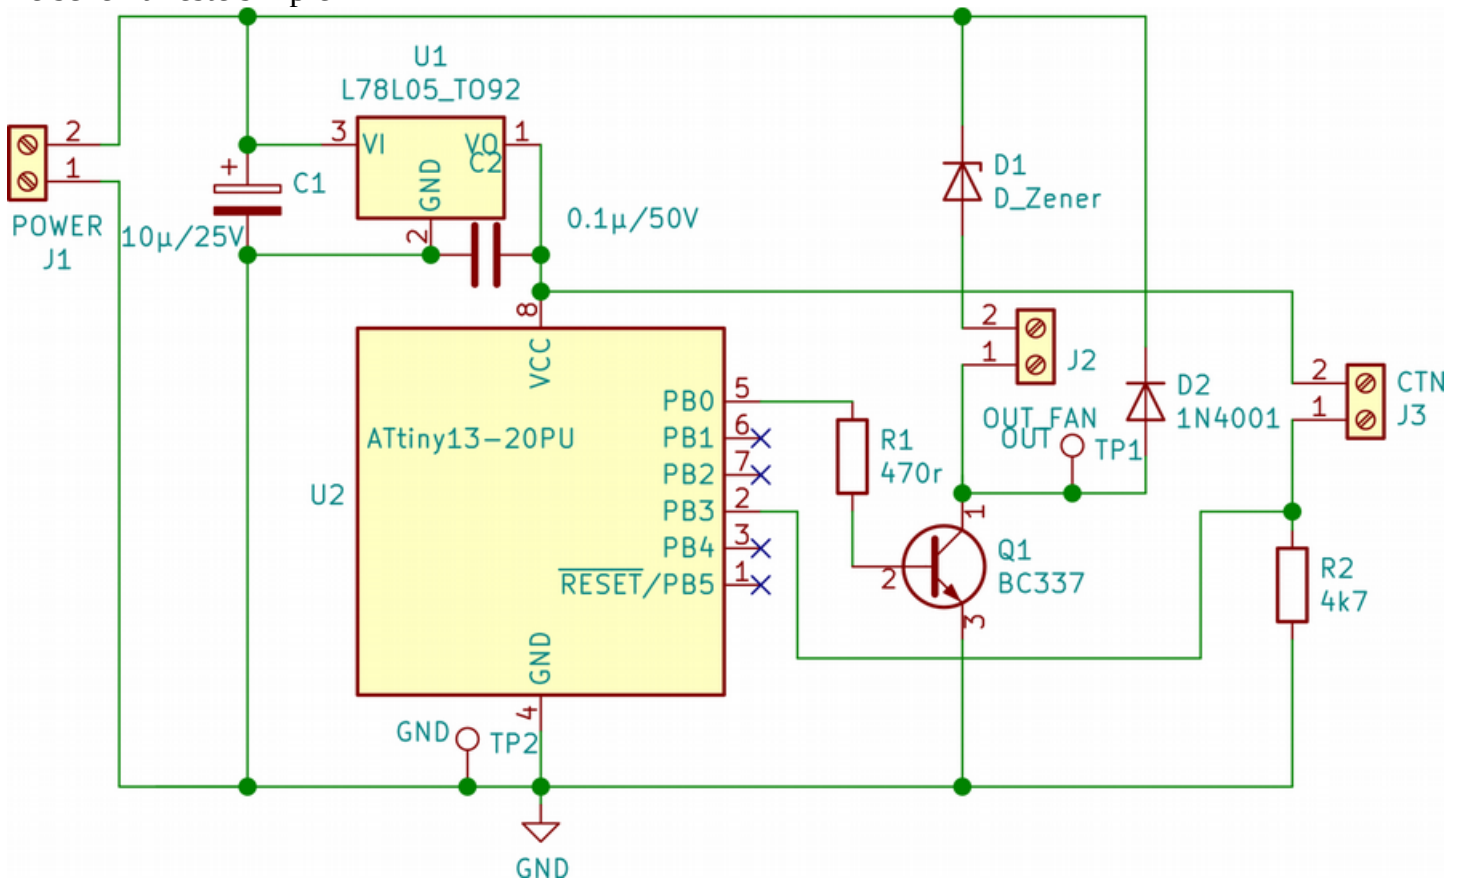 U1
L78L05_TO92
2
1
POWER
J1
+
C1
10µ/25V
3
VI
VO
1
C2
GND
2
0.1µ/50V
8
VCC
ATtiny13-20PU
U2
PB0
5
PB1
6
PB2
7
PB3
2
PB4
3
RESET/PB5
1
GND
4
GND
TP2
GND
R1
470r
D1
D_Zener
2
1
J2
OUT_FAN
OUT
TP1
D2
1N4001
1
2
3
Q1
BC337
2
1
CTN
J3
R2
4k7